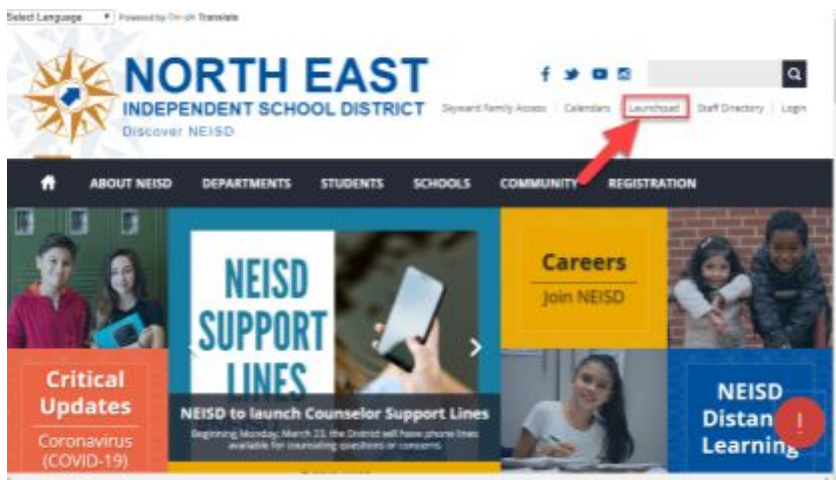 Select Language
Powered by Google Translate
NORTH EAST
INDEPENDENT SCHOOL DISTRICT
Discover NEISD
Skyward Family Access | Calendars | Launchpad | Staff Directory | Login
ABOUT NEISD DEPARTMENTS STUDENTS SCHOOLS COMMUNITY REGISTRATION
NEISD
SUPPORT
LINES
NEISD to launch Counselor Support Lines
Beginning Monday, March 23, the District will have phone lines
available for counseling questions or concerns
Careers
Join NEISD
Critical
Updates
Coronavirus
(COVID-19)
NEISD
Distan
Learning
!